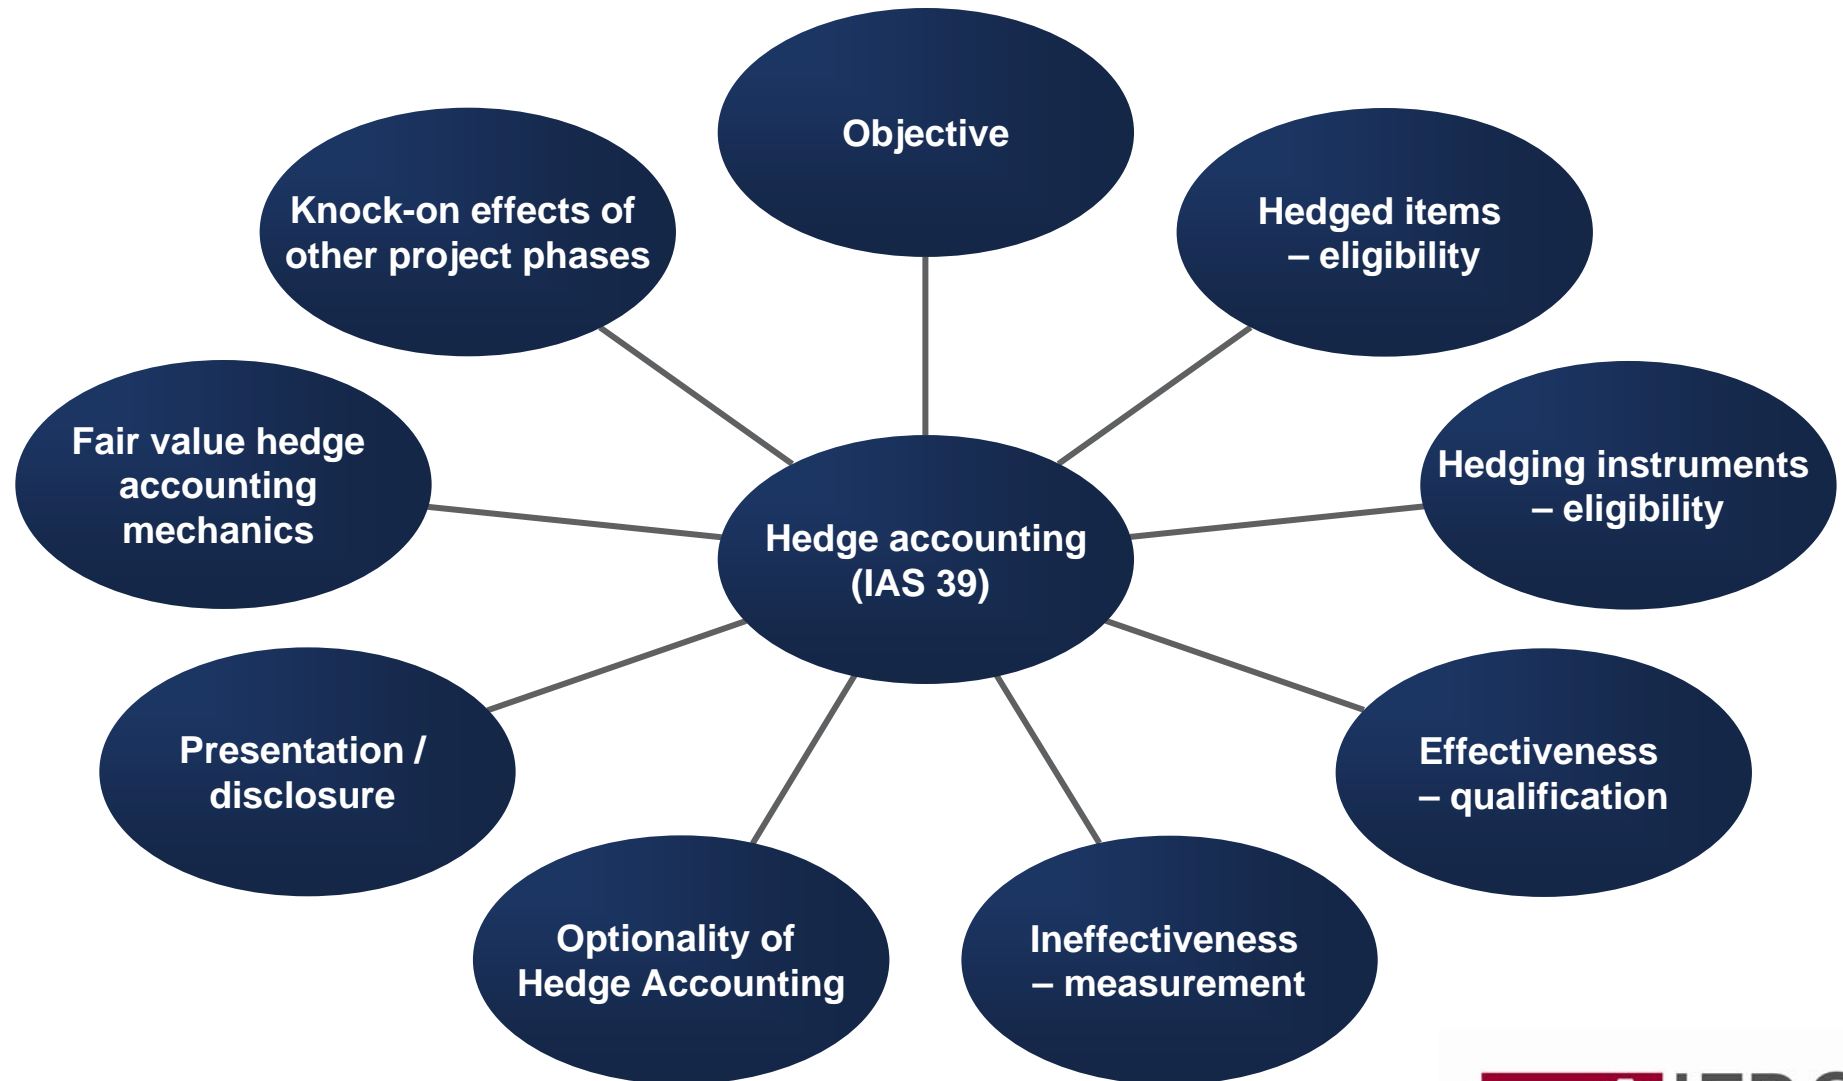 Objective
Knock-on effects of
other project phases
Hedged items
– eligibility
Fair value hedge
accounting
mechanics
Hedging instruments
– eligibility
Hedge accounting
(IAS 39)
Presentation /
disclosure
Effectiveness
– qualification
Optionality of
Hedge Accounting
Ineffectiveness
– measurement